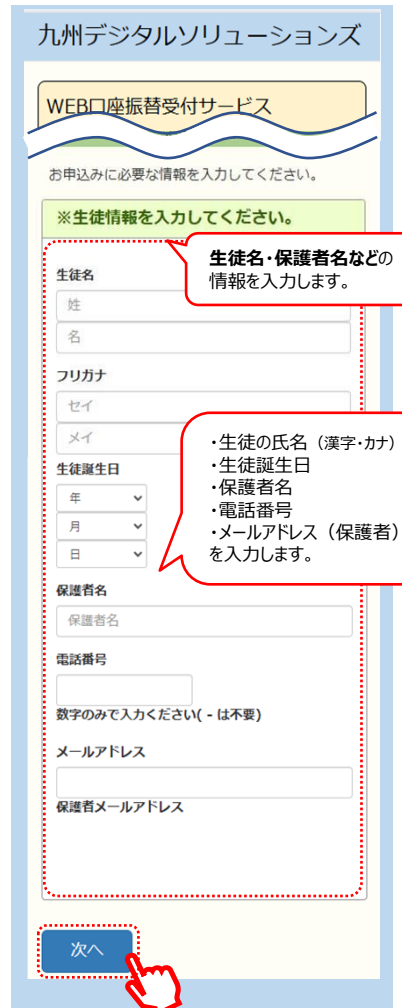 九州デジタルソリューションズ
WEB口座振替受付サービス
お申込みに必要な情報を入力してください。
※生徒情報を入力してください。
生徒名・保護者名などの
情報を入力します。
生徒名
姓
名
フリガナ
セイ
メイ
生徒誕生日
年
月
日
・生徒の氏名（漢字・カナ）
・生徒誕生日
・保護者名
・電話番号
・メールアドレス（保護者）
を入力します。
保護者名
保護者名
電話番号
数字のみで入力ください( - は不要)
メールアドレス
保護者メールアドレス
次へ